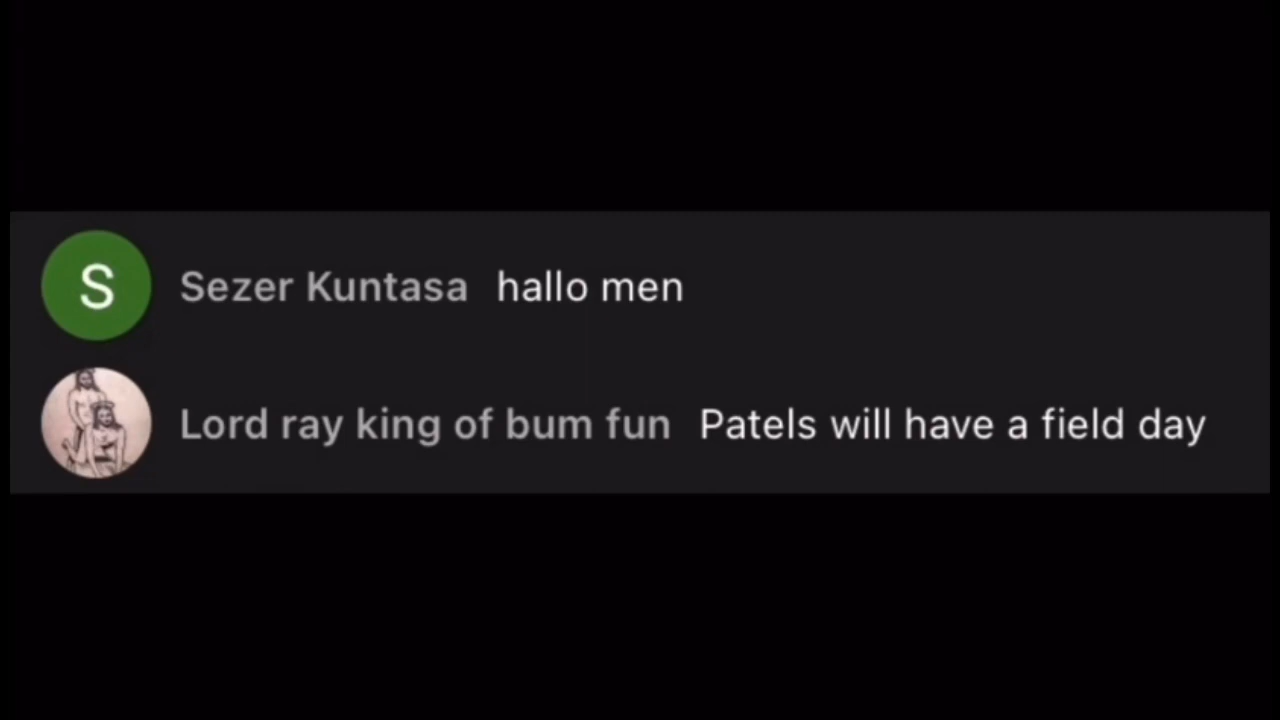 S
Sezer Kuntasa hallo men
Lord ray king of bum fun Patels will have a field day